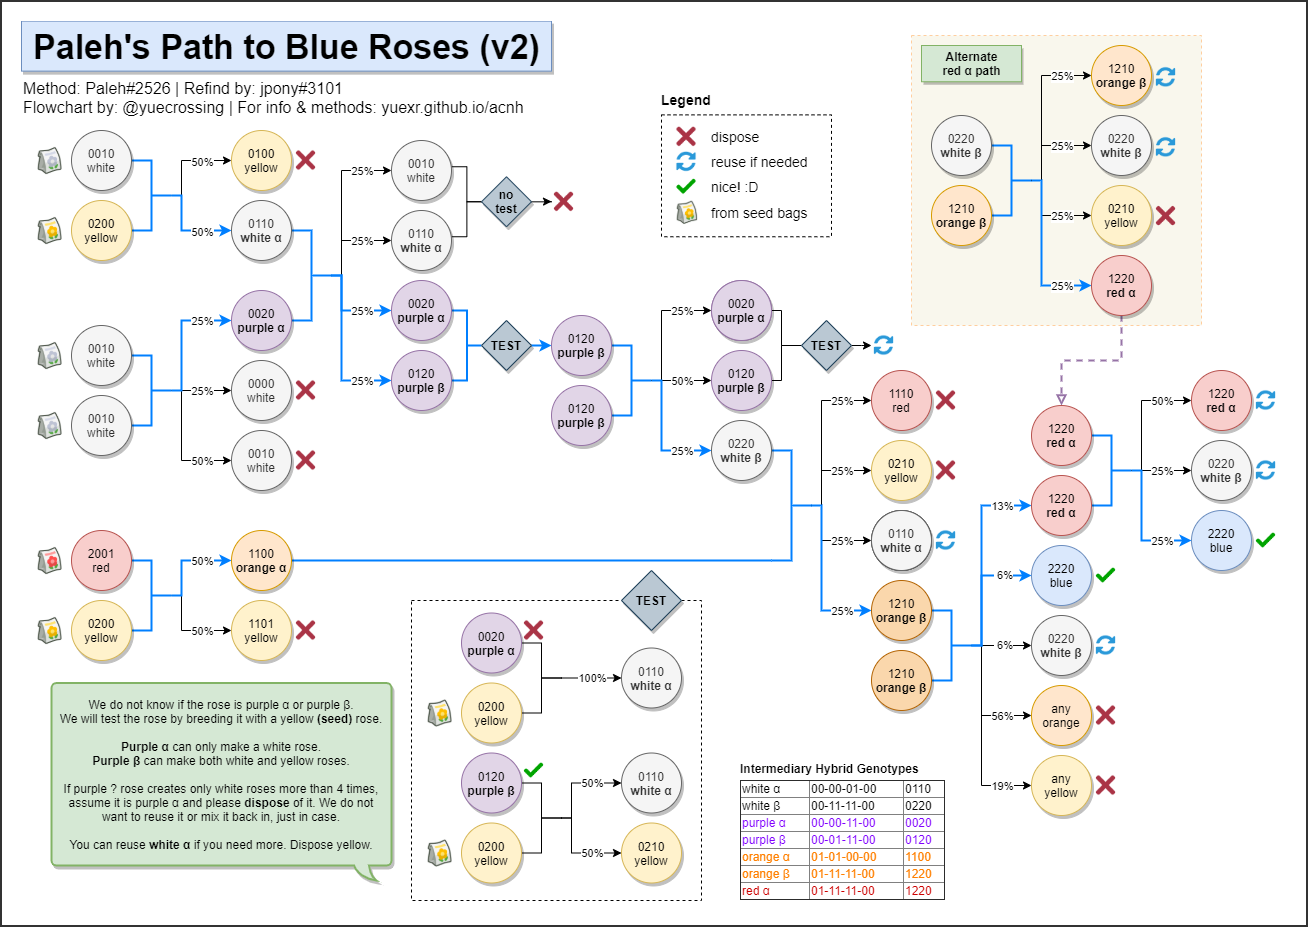 Paleh's Path to Blue Roses (v2)
Method: Paleh#2526 | Refind by: jpony#3101
Flowchart by: @yuecrossing | For info & methods: yuexr.github.io/acnh
0010
white
0200
yellow
50%
0100
yellow
50%
0110
white α
0010
white
0010
white
25%
0020
purple α
25%
0000
white
50%
0010
white
25%
0010
white
25%
0110
white α
no
test
25%
0020
purple α
25%
0120
purple β
TEST
0120
purple β
0120
purple β
25%
0020
purple α
50%
0120
purple β
TEST
25%
0220
white β
2001
red
0200
yellow
50%
1100
orange α
50%
1101
yellow
25%
1110
red
25%
0210
yellow
25%
0110
white α
25%
1210
orange β
1210
orange β
13%
1220
red α
6%
2220
blue
6%
0220
white β
56%
any
orange
19%
any
yellow
1220
red α
50%
1220
red α
25%
0220
white β
25%
2220
blue
Legend
dispose
reuse if needed
nice! :D
from seed bags
Alternate
red α path
0220
white β
1210
orange β
25%
1210
orange β
25%
0220
white β
25%
0210
yellow
25%
1220
red α
We do not know if the rose is purple α or purple β.
We will test the rose by breeding it with a yellow (seed) rose.
Purple α can only make a white rose.
Purple β can make both white and yellow roses.
If purple ? rose creates only white roses more than 4 times,
assume it is purple α and please dispose of it. We do not
want to reuse it or mix it back in, just in case.
You can reuse white α if you need more. Dispose yellow.
TEST
0020
purple α
0200
yellow
100%
0110
white α
0120
purple β
0200
yellow
50%
0110
white α
50%
0210
yellow
Intermediary Hybrid Genotypes
white α 00-00-01-00 0110
white β 00-11-11-00 0220
purple α 00-00-11-00 0020
purple β 00-01-11-00 0120
orange α 01-01-00-00 1100
orange β 01-11-11-00 1220
red α 01-11-11-00 1220